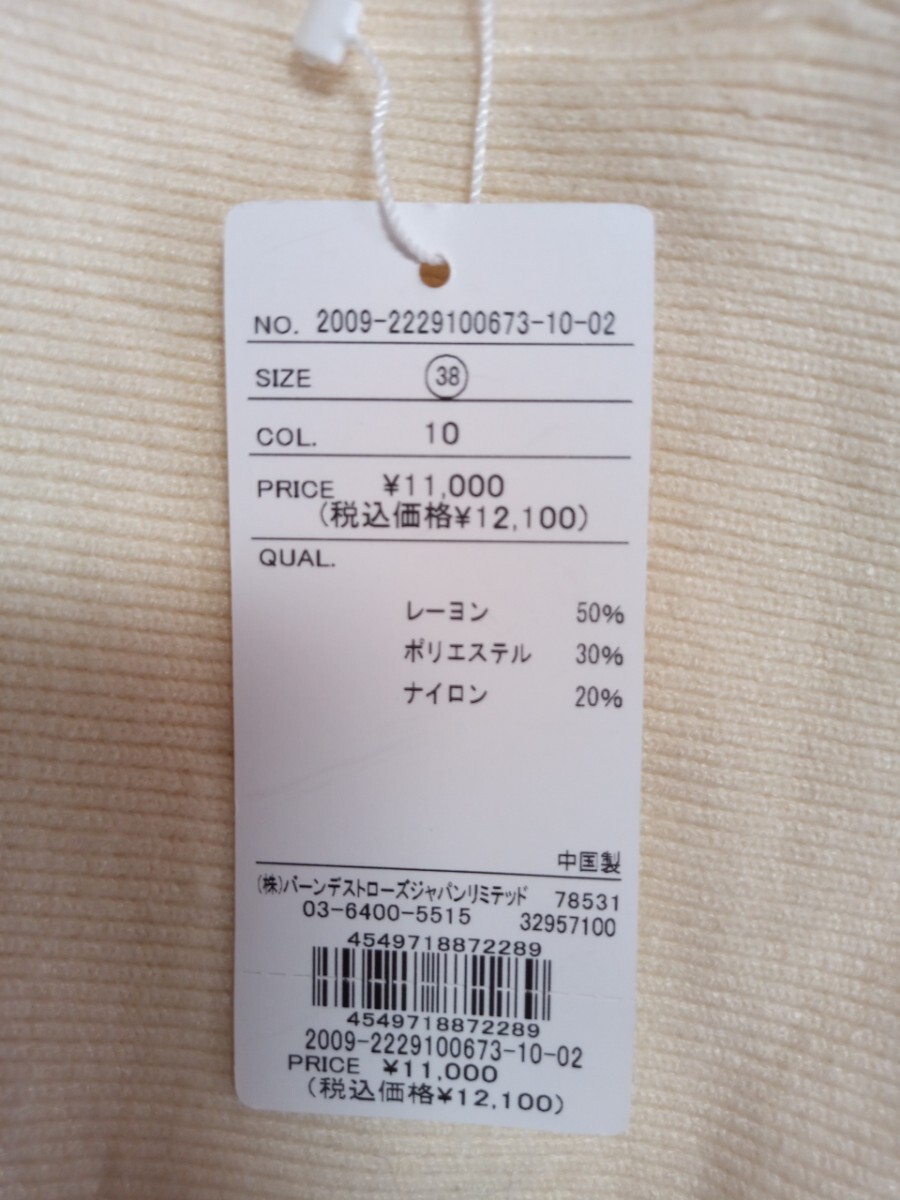 NO. 2009-2229100673-10-02
SIZE 38
COL. 10
PRICE ¥11,000
(税込価格¥12,100)
QUAL.
レーヨン 50%
ポリエステル 30%
ナイロン 20%
中国製
(株)バーンデストローズジャパンリミテッド 78531
03-6400-5515 32957100
4549718872289
4549718872289
2009-2229100673-10-02
PRICE ¥11,000
(税込価格¥12,100)